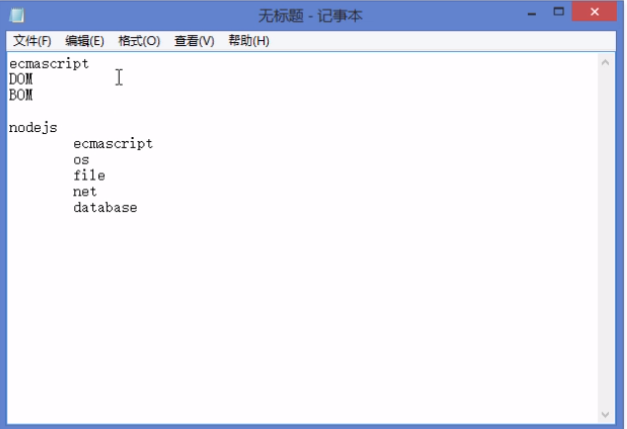 无标题 - 记事本
文件(F) 编辑(E) 格式(O) 查看(V) 帮助(H)
ecmascript
DOM
BOM
nodejs
ecmascript
os
file
net
database